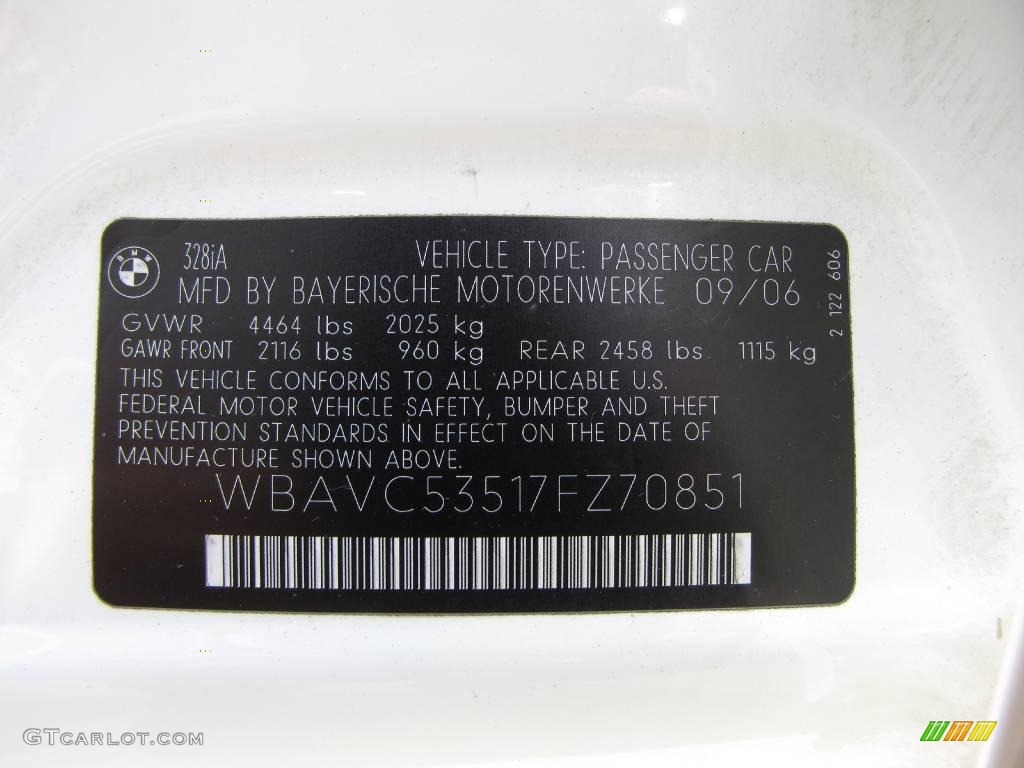 BMW
328iA VEHICLE TYPE: PASSENGER CAR
MFD BY BAYERISCHE MOTORENWERKE 09/06
GVWR 4464 lbs 2025 kg
GAWR FRONT 2116 lbs 960 kg REAR 2458 lbs 1115 kg
THIS VEHICLE CONFORMS TO ALL APPLICABLE U.S.
FEDERAL MOTOR VEHICLE SAFETY, BUMPER AND THEFT
PREVENTION STANDARDS IN EFFECT ON THE DATE OF
MANUFACTURE SHOWN ABOVE.
WBAVC53517FZ70851
2 122 606
GTcarlot.com